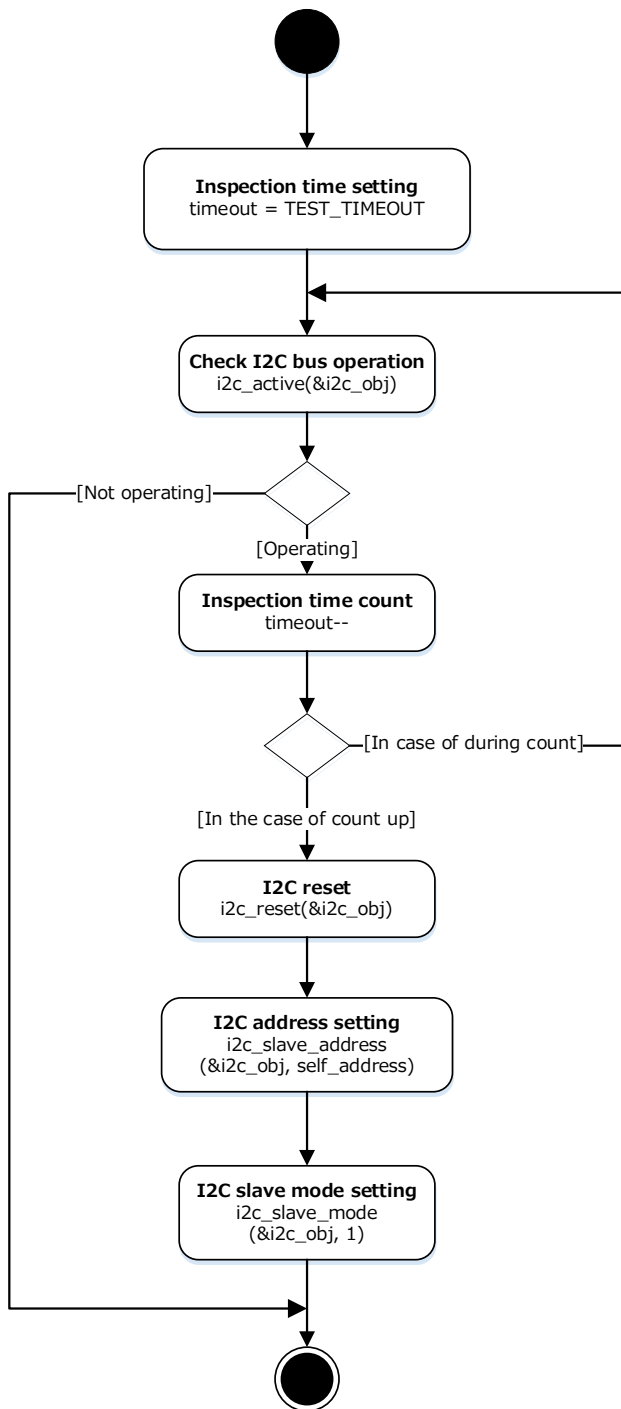 Inspection time setting
timeout = TEST_TIMEOUT
Check I2C bus operation
i2c_active(&i2c_obj)
[Not operating]
[Operating]
Inspection time count
timeout--
[In case of during count]
[In the case of count up]
I2C reset
i2c_reset(&i2c_obj)
I2C address setting
i2c_slave_address
(&i2c_obj, self_address)
I2C slave mode setting
i2c_slave_mode
(&i2c_obj, 1)